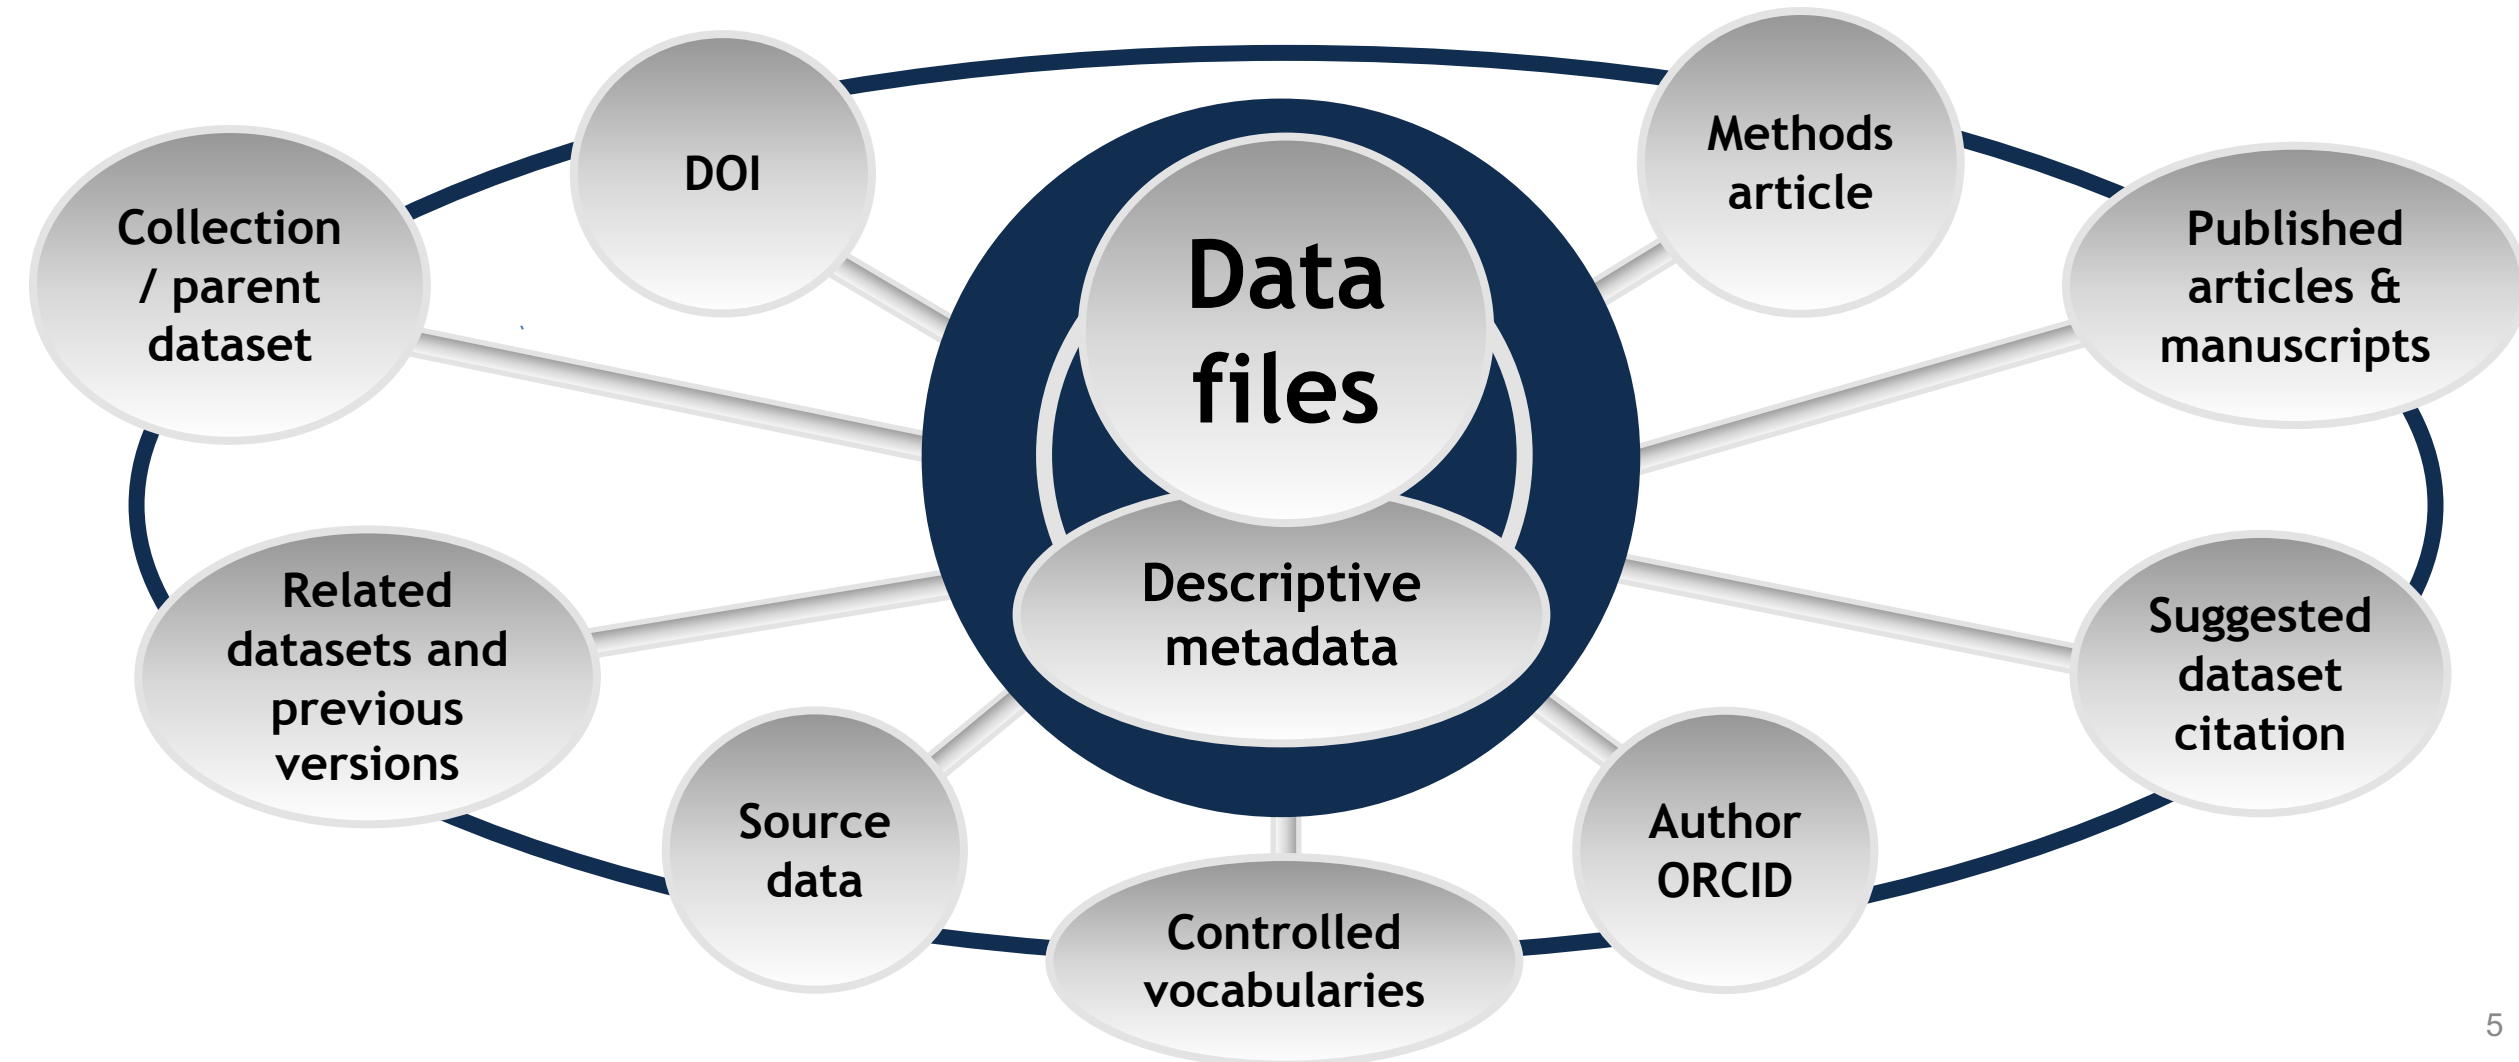 DOI
Methods
article
Collection
/ parent
dataset
Data
files
Published
articles &
manuscripts
Related
datasets and
previous
versions
Descriptive
metadata
Suggested
dataset
citation
Source
data
Author
ORCID
Controlled
vocabularies
5